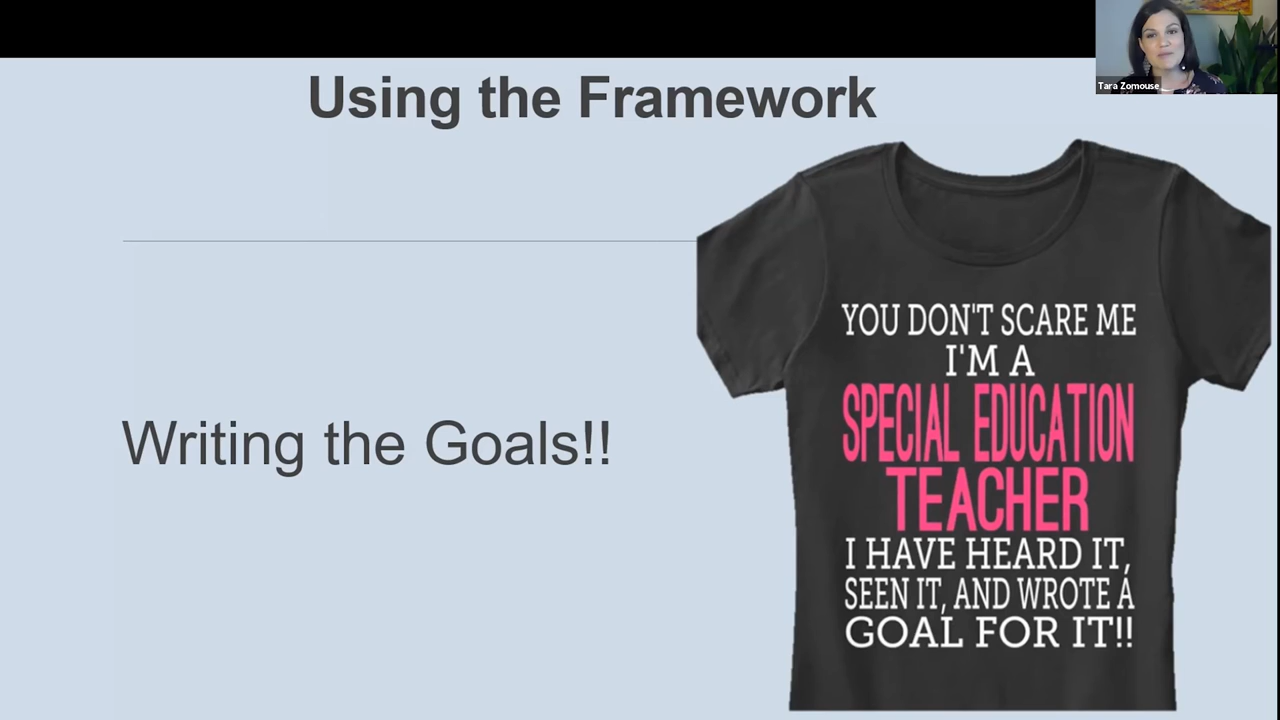 Using the Framework
Tara Zomouse
Writing the Goals!!
YOU DON'T SCARE ME
I'M A
SPECIAL EDUCATION
TEACHER
I HAVE HEARD IT,
SEEN IT, AND WROTE A
GOAL FOR IT!!